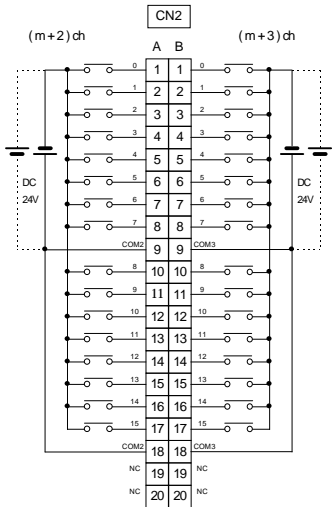 CN2
(m+2)ch (m+3)ch
A B
0 1 1 0
1 2 2 1
2 3 3 2
3 4 4 3
4 5 5 4
DC 5 6 6 5 DC
24V 6 7 7 6 24V
7 8 8 7
COM2 9 9 COM3
8 10 10 8
9 11 11 9
10 12 12 10
11 13 13 11
12 14 14 12
13 15 15 13
14 16 16 14
15 17 17 15
COM2 18 18 COM3
NC 19 19 NC
NC 20 20 NC